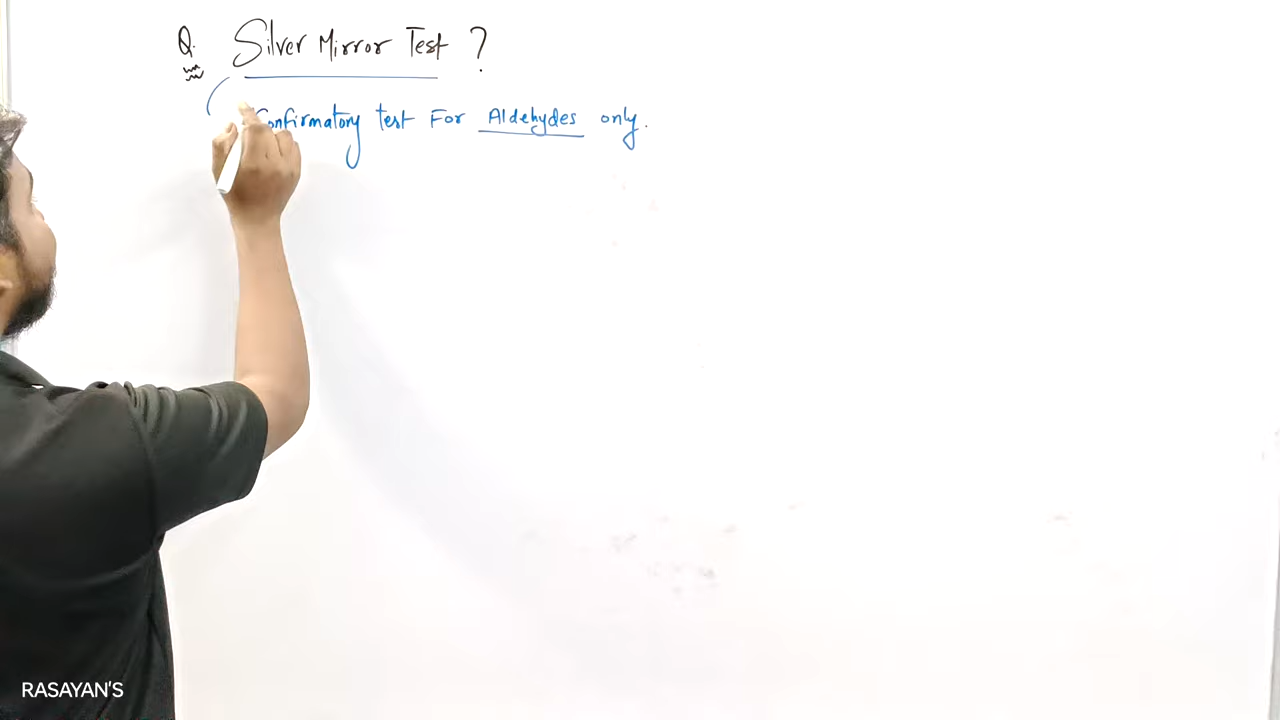 Q. Silver Mirror Test ?
Confirmatory test For Aldehydes only.
RASAYAN'S